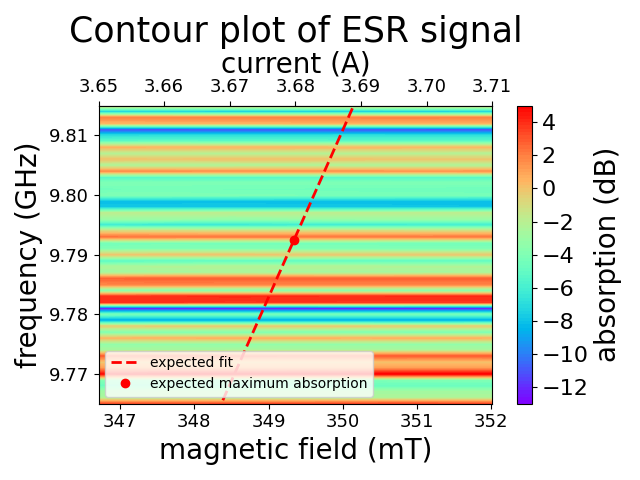 Contour plot of ESR signal
current (A)
3.65 3.66 3.67 3.68 3.69 3.70 3.71
9.81
9.80
9.79
9.78
9.77
frequency (GHz)
expected fit
expected maximum absorption
347 348 349 350 351 352
magnetic field (mT)
4
2
0
−2
−4
−6
−8
−10
−12
absorption (dB)